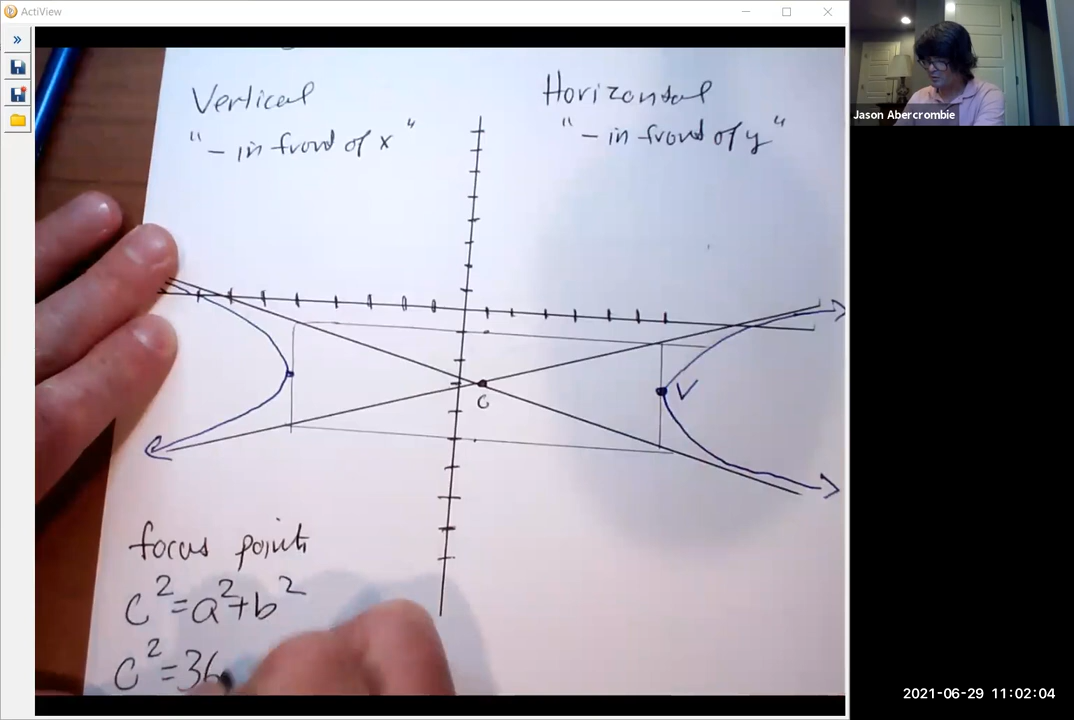 ActiView
»
Vertical
"- in front of x"
Horizontal
"- in front of y"
C
V
focus points
C²=a²+b²
C²=36
Jason Abercrombie
2021-06-29 11:02:04